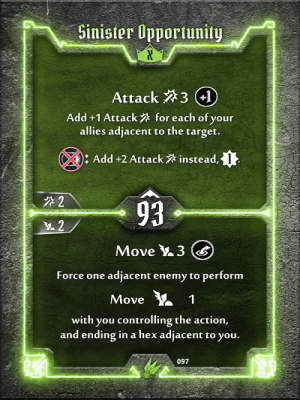 Sinister Opportunity
X
Attack 3 +1
Add +1 Attack for each of your
allies adjacent to the target.
: Add +2 Attack instead, 1.
2
93
2
Move 3
Force one adjacent enemy to perform
Move 1
with you controlling the action,
and ending in a hex adjacent to you.
097